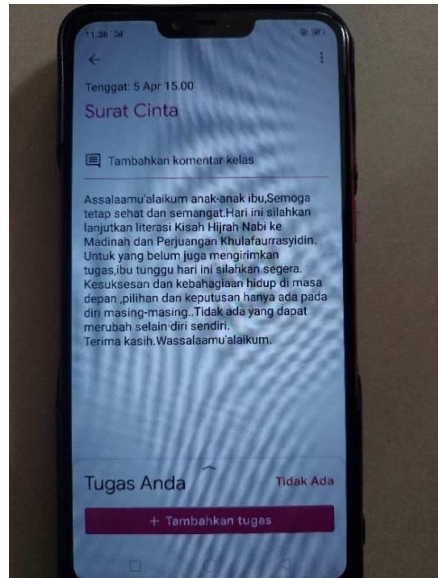 11.38
Tenggat: 5 Apr 15.00
Surat Cinta
Tambahkan komentar kelas
Assalaamu'alaikum anak-anak ibu,Semoga
tetap sehat dan semangat.Hari ini silahkan
lanjutkan literasi Kisah Hijrah Nabi ke
Madinah dan Perjuangan Khulafaurrasyidin.
Untuk yang belum juga mengirimkan
tugas,ibu tunggu hari ini silahkan segera.
Kesuksesan dan kebahagiaan hidup di masa
depan ,pilihan dan keputusan hanya ada pada
diri masing-masing..Tidak ada yang dapat
merubah selain diri sendiri.
Terima kasih.Wassalaamu'alaikum.
Tugas Anda Tidak Ada
+ Tambahkan tugas